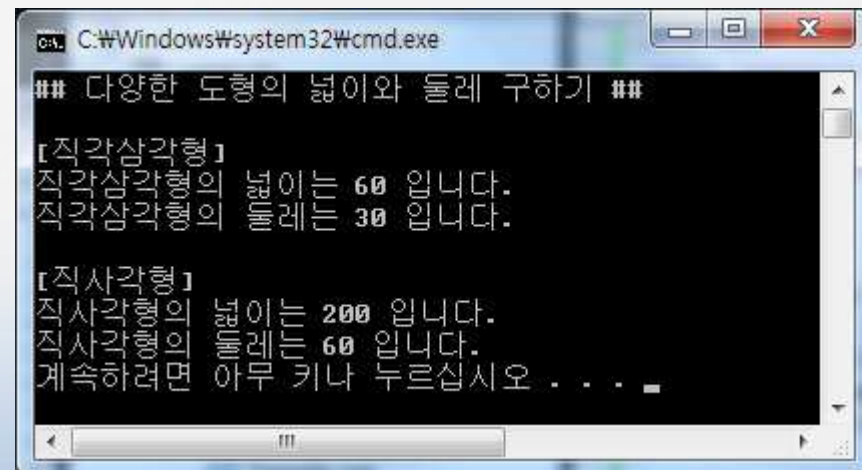 C:\Windows\system32\cmd.exe
## 다양한 도형의 넓이와 둘레 구하기 ##
[직각삼각형]
직각삼각형의 넓이는 60 입니다.
직각삼각형의 둘레는 30 입니다.
[직사각형]
직사각형의 넓이는 200 입니다.
직사각형의 둘레는 60 입니다.
계속하려면 아무 키나 누르십시오 . . .